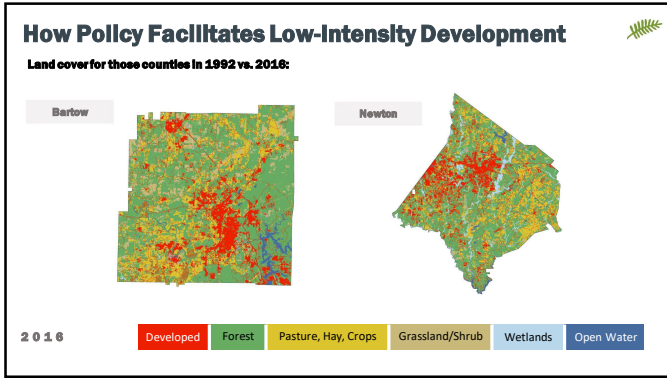 How Policy Facilitates Low-Intensity Development
Land cover for those counties in 1992 vs. 2016:
Bartow
Newton
2016
Developed
Forest
Pasture, Hay, Crops
Grassland/Shrub
Wetlands
Open Water